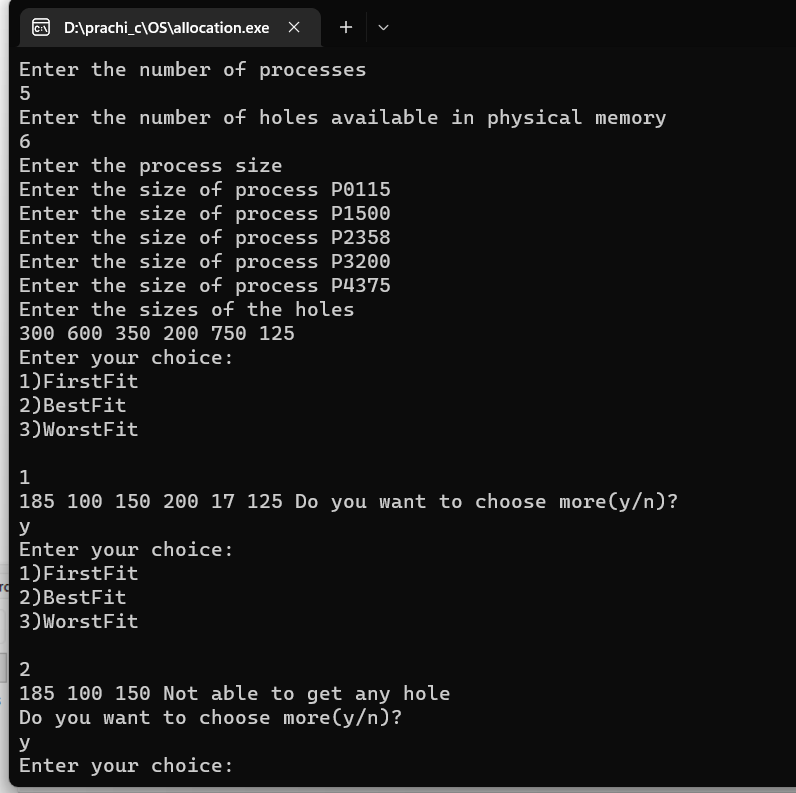 D:\prachi_c\OS\allocation.exe
Enter the number of processes
5
Enter the number of holes available in physical memory
6
Enter the process size
Enter the size of process P0115
Enter the size of process P1500
Enter the size of process P2358
Enter the size of process P3200
Enter the size of process P4375
Enter the sizes of the holes
300 600 350 200 750 125
Enter your choice:
1)FirstFit
2)BestFit
3)WorstFit
1
185 100 150 200 17 125 Do you want to choose more(y/n)?
y
Enter your choice:
1)FirstFit
2)BestFit
3)WorstFit
2
185 100 150 Not able to get any hole
Do you want to choose more(y/n)?
y
Enter your choice: